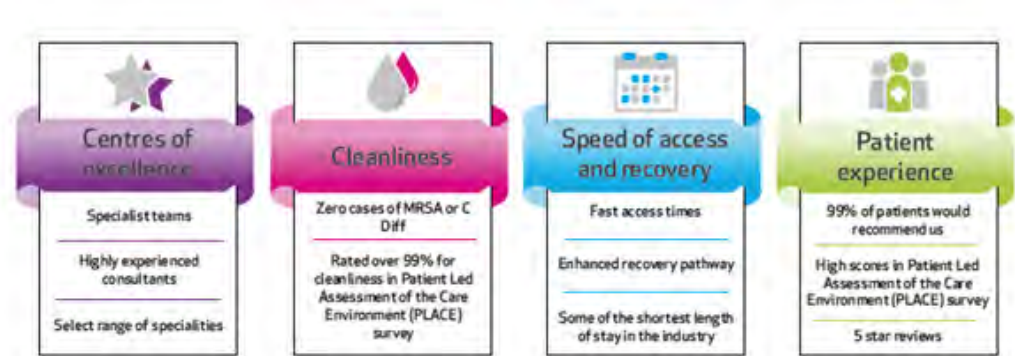 Centres of
excellence
Specialist teams
Highly experienced
consultants
Select range of specialities
Cleanliness
Zero cases of MRSA or C
Diff
Rated over 99% for
cleanliness in Patient Led
Assessment of the Care
Environment (PLACE)
survey
Speed of access
and recovery
Fast access times
Enhanced recovery pathway
Some of the shortest length
of stay in the industry
Patient
experience
99% of patients would
recommend us
High scores in Patient Led
Assessment of the Care
Environment (PLACE) survey
5 star reviews